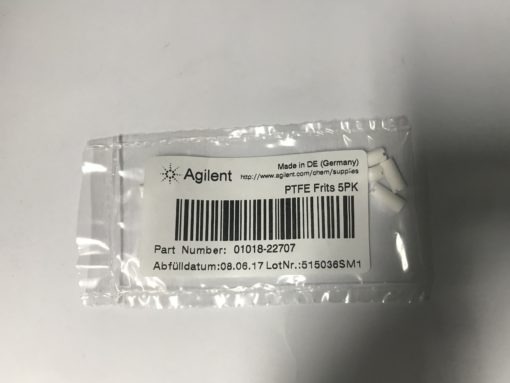 Agilent
Made in DE (Germany)
http://www.agilent.com/chem/supplies
PTFE Frits 5PK
Part Number: 01018-22707
Abfülldatum:08.06.17 LotNr.:515036SM1